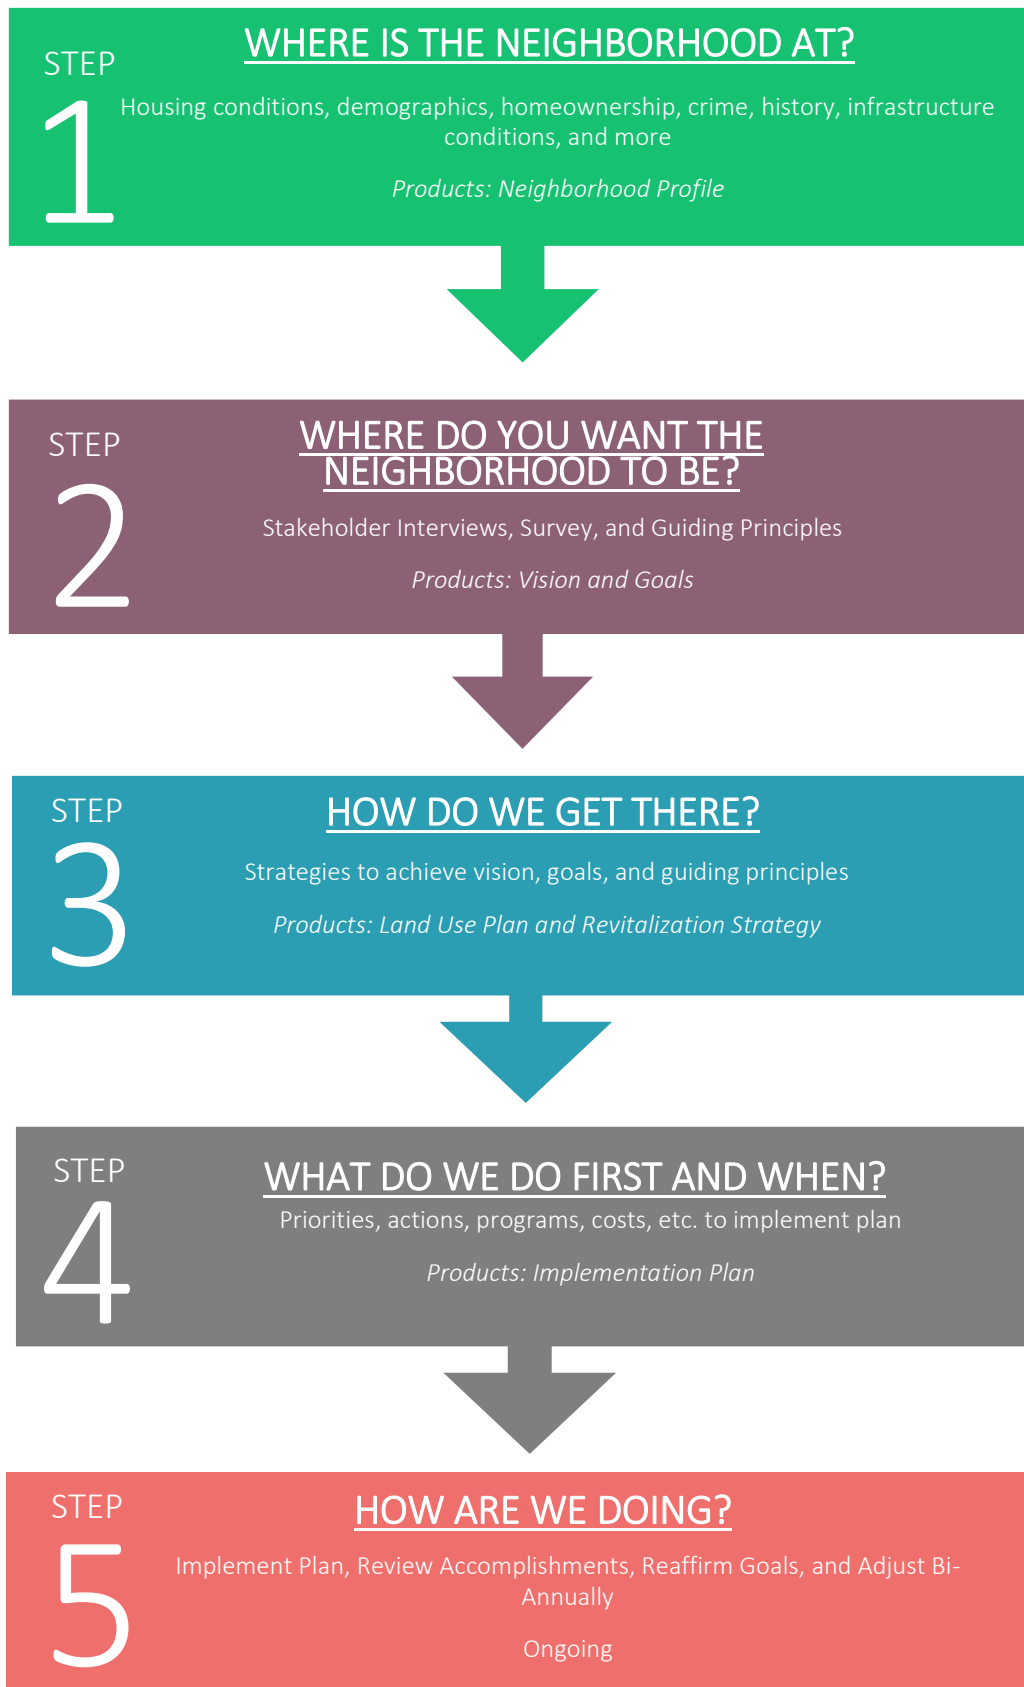 STEP
1
WHERE IS THE NEIGHBORHOOD AT?
Housing conditions, demographics, homeownership, crime, history, infrastructure
conditions, and more
Products: Neighborhood Profile
STEP
2
WHERE DO YOU WANT THE
NEIGHBORHOOD TO BE?
Stakeholder Interviews, Survey, and Guiding Principles
Products: Vision and Goals
STEP
3
HOW DO WE GET THERE?
Strategies to achieve vision, goals, and guiding principles
Products: Land Use Plan and Revitalization Strategy
STEP
4
WHAT DO WE DO FIRST AND WHEN?
Priorities, actions, programs, costs, etc. to implement plan
Products: Implementation Plan
STEP
5
HOW ARE WE DOING?
Implement Plan, Review Accomplishments, Reaffirm Goals, and Adjust Bi-
Annually
Ongoing